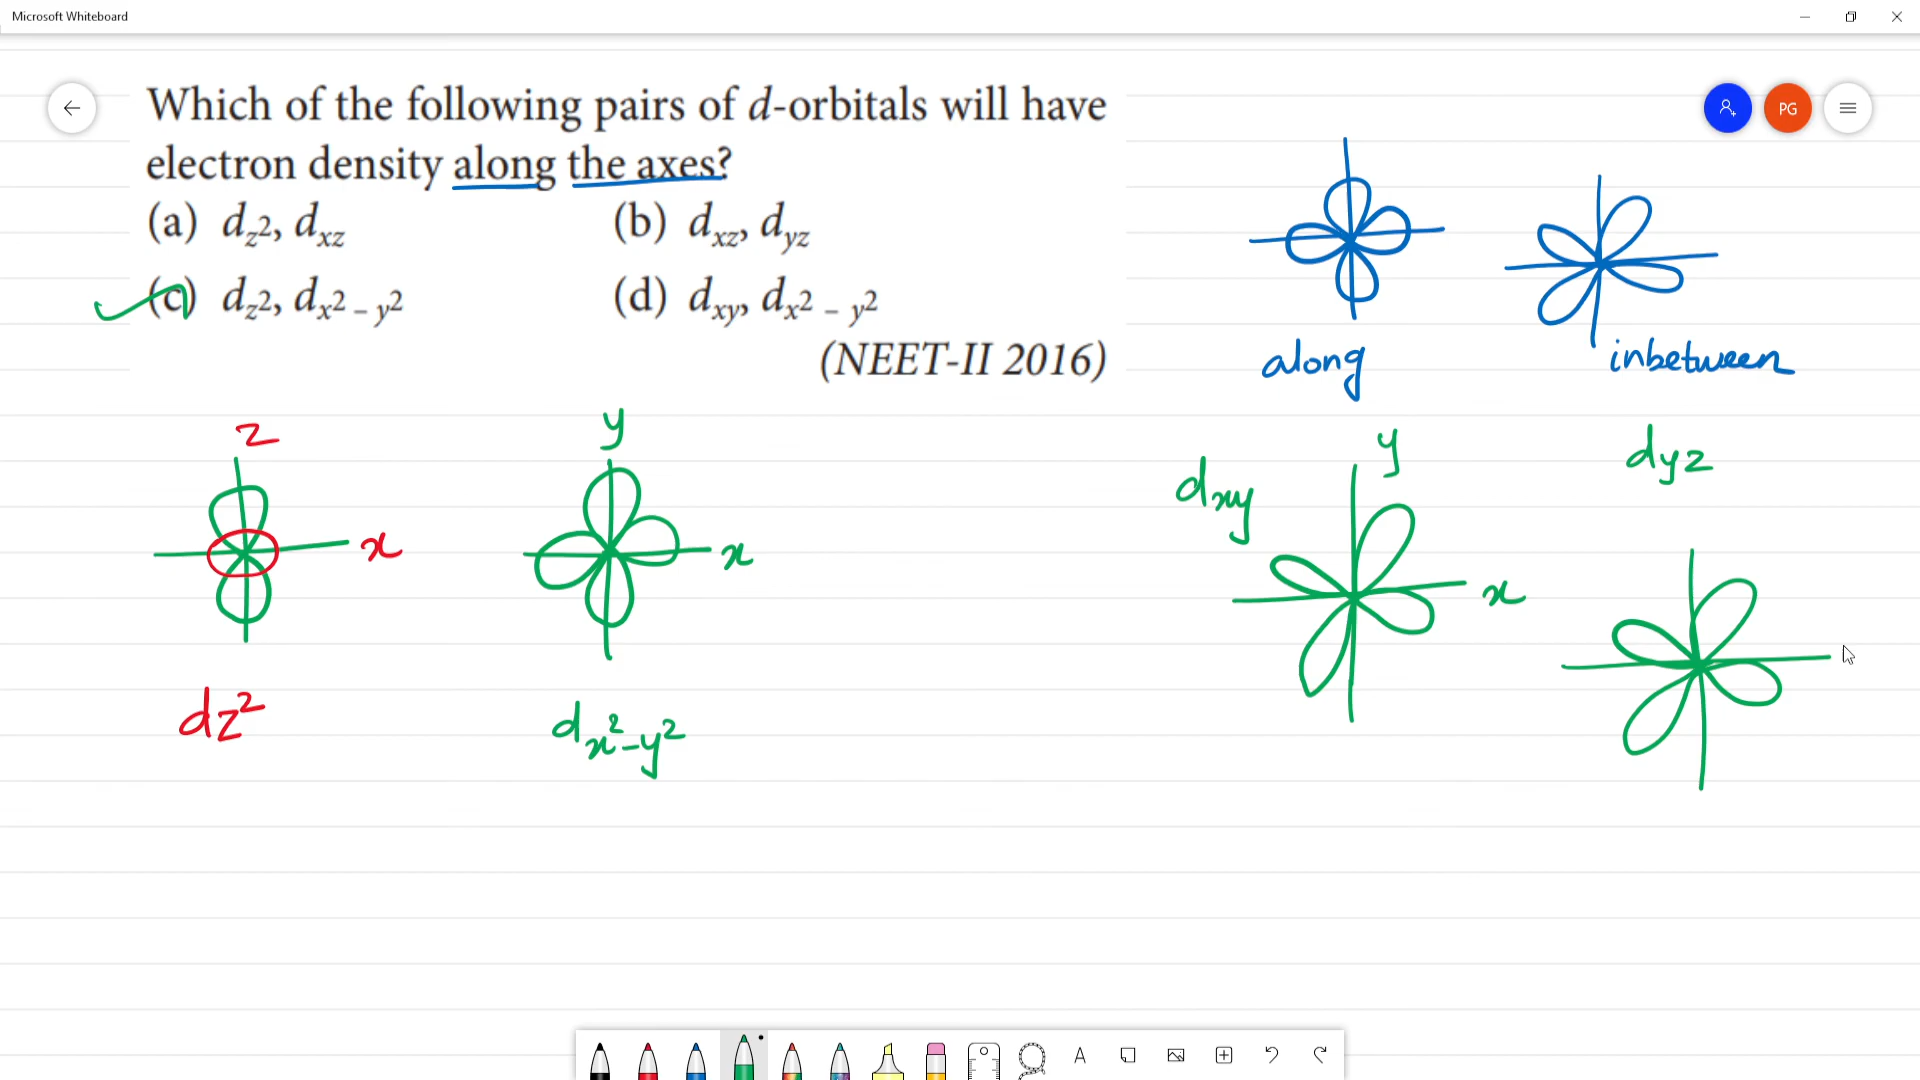 Microsoft Whiteboard
Which of the following pairs of d-orbitals will have
electron density along the axes?
(a) dz2, dxz (b) dxz, dyz
(c) dz2, dx2 – y2 (d) dxy, dx2 – y2
(NEET-II 2016)
PG
along
inbetween
z
x
dz2
y
x
dx2-y2
dxy
y
x
dyz
A